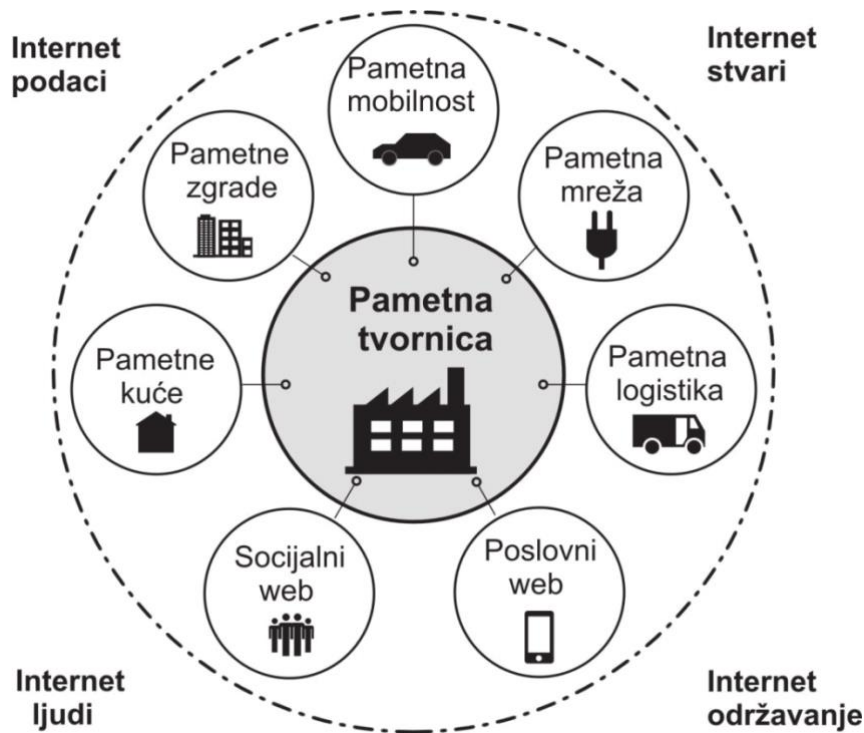 Internet
podaci
Internet
stvari
Pametna
mobilnost
Pametne
zgrade
Pametna
mreža
Pametna
tvornica
Pametne
kuće
Pametna
logistika
Socijalni
web
Poslovni
web
Internet
ljudi
Internet
održavanje